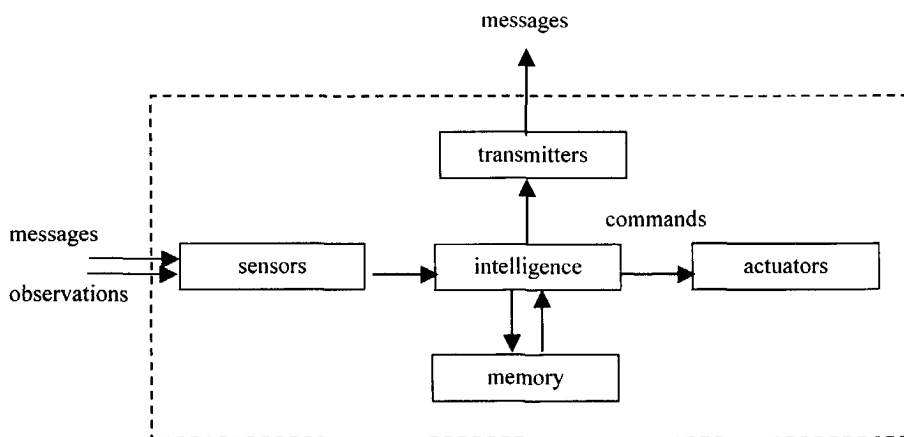 messages
transmitters
commands
messages
sensors
intelligence
actuators
observations
memory